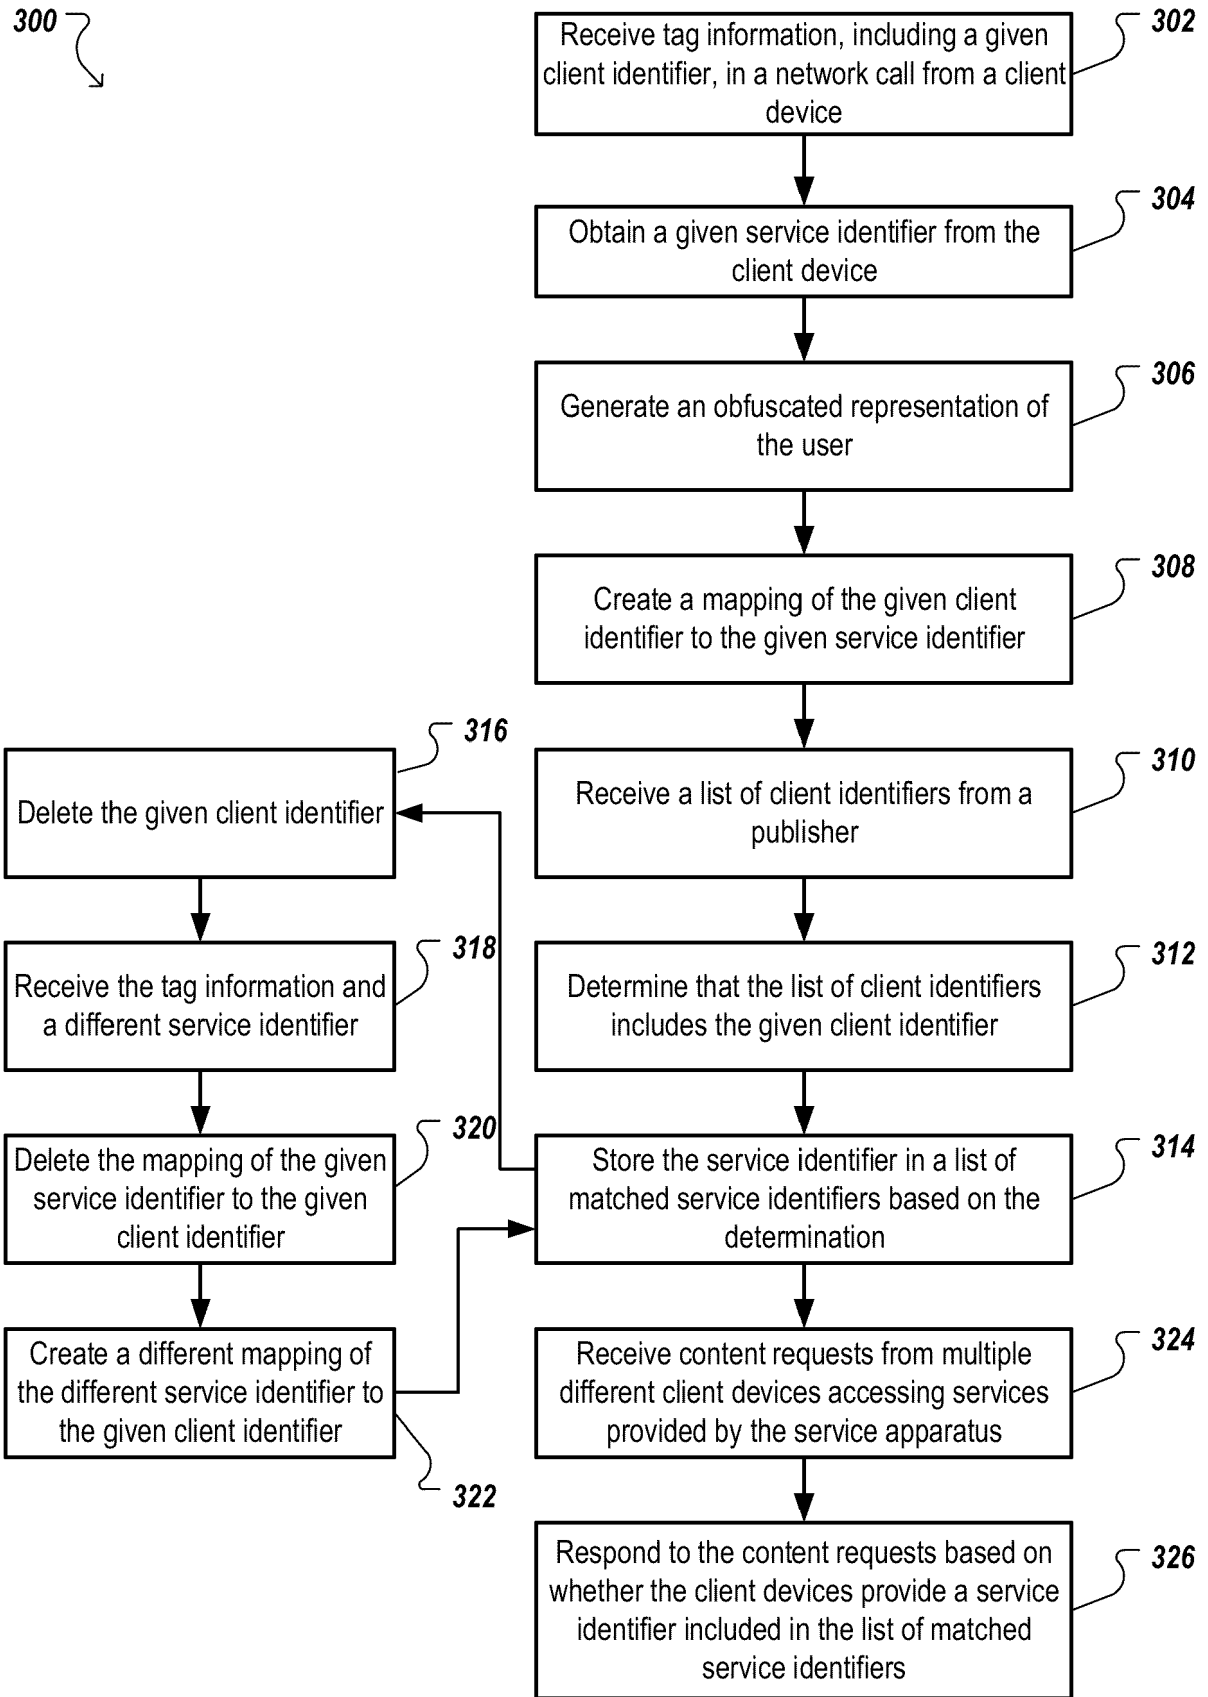 300
302
Receive tag information, including a given
client identifier, in a network call from a client
device
304
Obtain a given service identifier from the
client device
306
Generate an obfuscated representation of
the user
308
Create a mapping of the given client
identifier to the given service identifier
310
Receive a list of client identifiers from a
publisher
312
Determine that the list of client identifiers
includes the given client identifier
314
Store the service identifier in a list of
matched service identifiers based on the
determination
316
Delete the given client identifier
318
Receive the tag information and
a different service identifier
320
Delete the mapping of the given
service identifier to the given
client identifier
Create a different mapping of
the different service identifier to
the given client identifier
322
324
Receive content requests from multiple
different client devices accessing services
provided by the service apparatus
326
Respond to the content requests based on
whether the client devices provide a service
identifier included in the list of matched
service identifiers